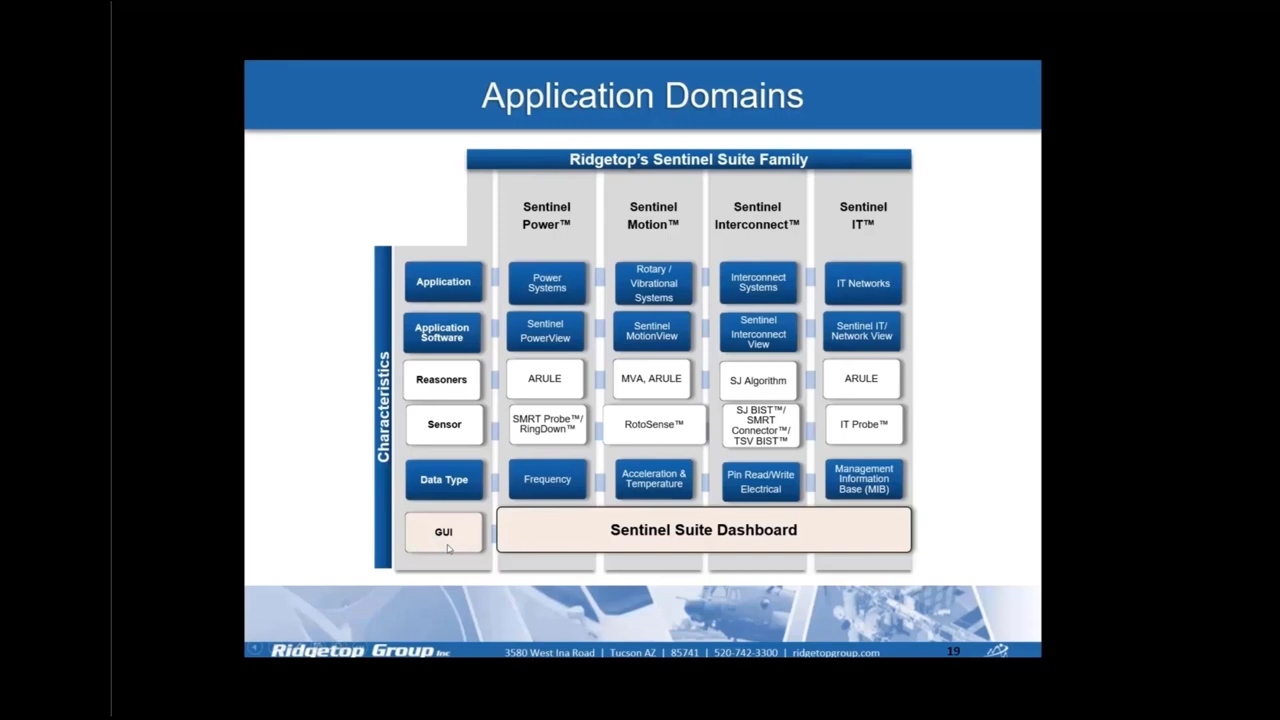 Application Domains
Ridgetop's Sentinel Suite Family
Sentinel
Power™
Sentinel
Motion™
Sentinel
Interconnect™
Sentinel
IT™
Characteristics
Application
Power
Systems
Rotary /
Vibrational
Systems
Interconnect
Systems
IT Networks
Application
Software
Sentinel
PowerView
Sentinel
MotionView
Sentinel
Interconnect
View
Sentinel IT/
Network View
Reasoners
ARULE
MVA, ARULE
SJ Algorithm
ARULE
Sensor
SMRT Probe™/
RingDown™
RotoSense™
SJ BIST™/
SMRT
Connector™/
TSV BIST™
IT Probe™
Data Type
Frequency
Acceleration &
Temperature
Pin Read/Write
Electrical
Management
Information
Base (MIB)
GUI
Sentinel Suite Dashboard
Ridgetop Group Inc
3580 West Ina Road | Tucson AZ | 85741 | 520-742-3300 | ridgetopgroup.com
19